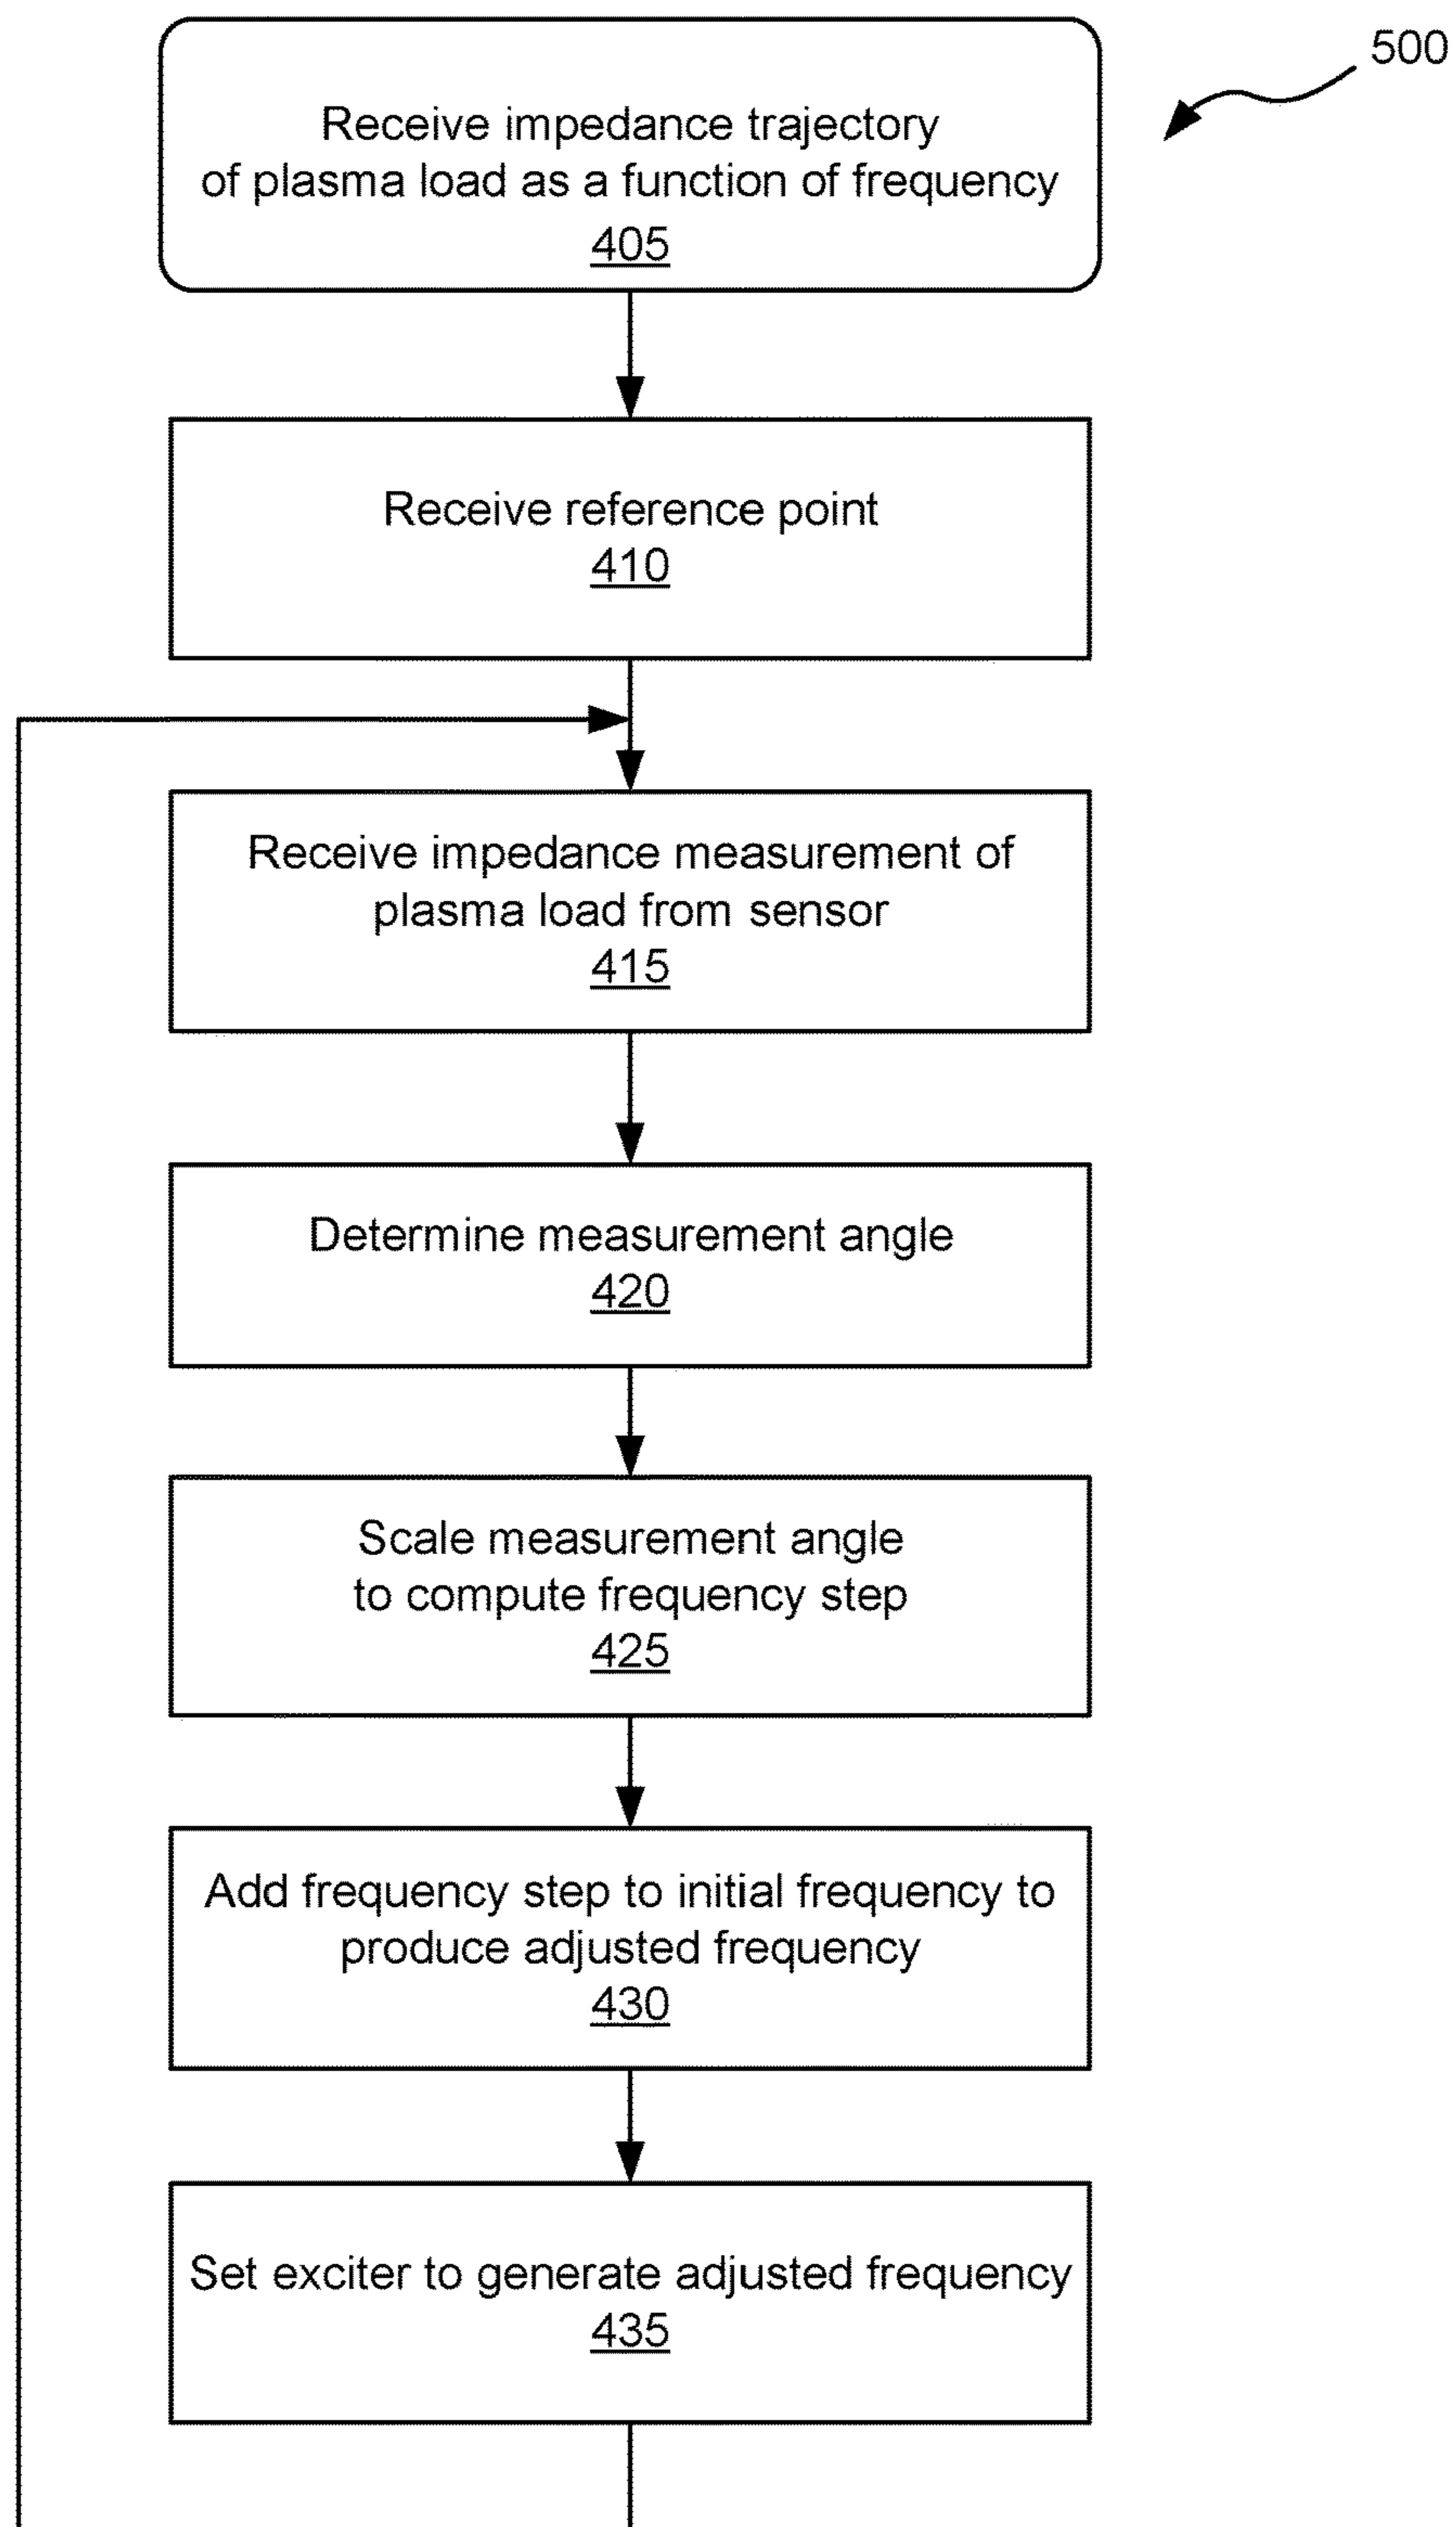 500
Receive impedance trajectory
of plasma load as a function of frequency
405
Receive reference point
410
Receive impedance measurement of
plasma load from sensor
415
Determine measurement angle
420
Scale measurement angle
to compute frequency step
425
Add frequency step to initial frequency to
produce adjusted frequency
430
Set exciter to generate adjusted frequency
435